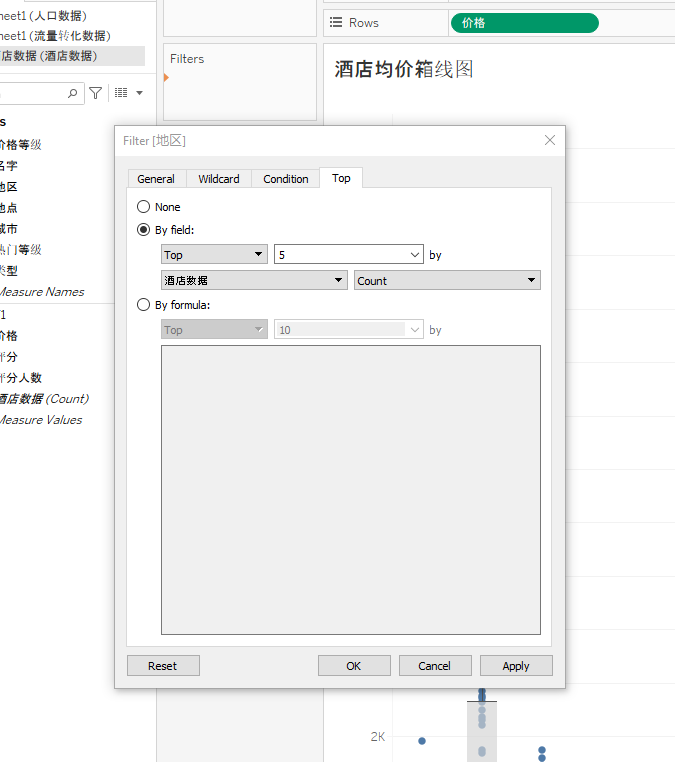 heet1 (人口数据)
heet1 (流量转化数据)
店数据 (酒店数据)
Rows
价格
Filters
酒店均价箱线图
s
价格等级
名字
地区
地点
城市
热门等级
类型
Measure Names
1
价格
评分
评分人数
酒店数据 (Count)
Measure Values
Filter [地区]
General
Wildcard
Condition
Top
None
By field:
Top
5
by
酒店数据
Count
By formula:
Top
10
by
Reset
OK
Cancel
Apply
2K